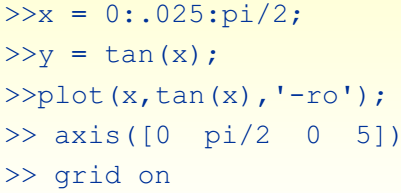 >>x = 0:.025:pi/2;
>>y = tan(x);
>>plot(x,tan(x),'-ro');
>> axis([0  pi/2  0  5])
>> grid on